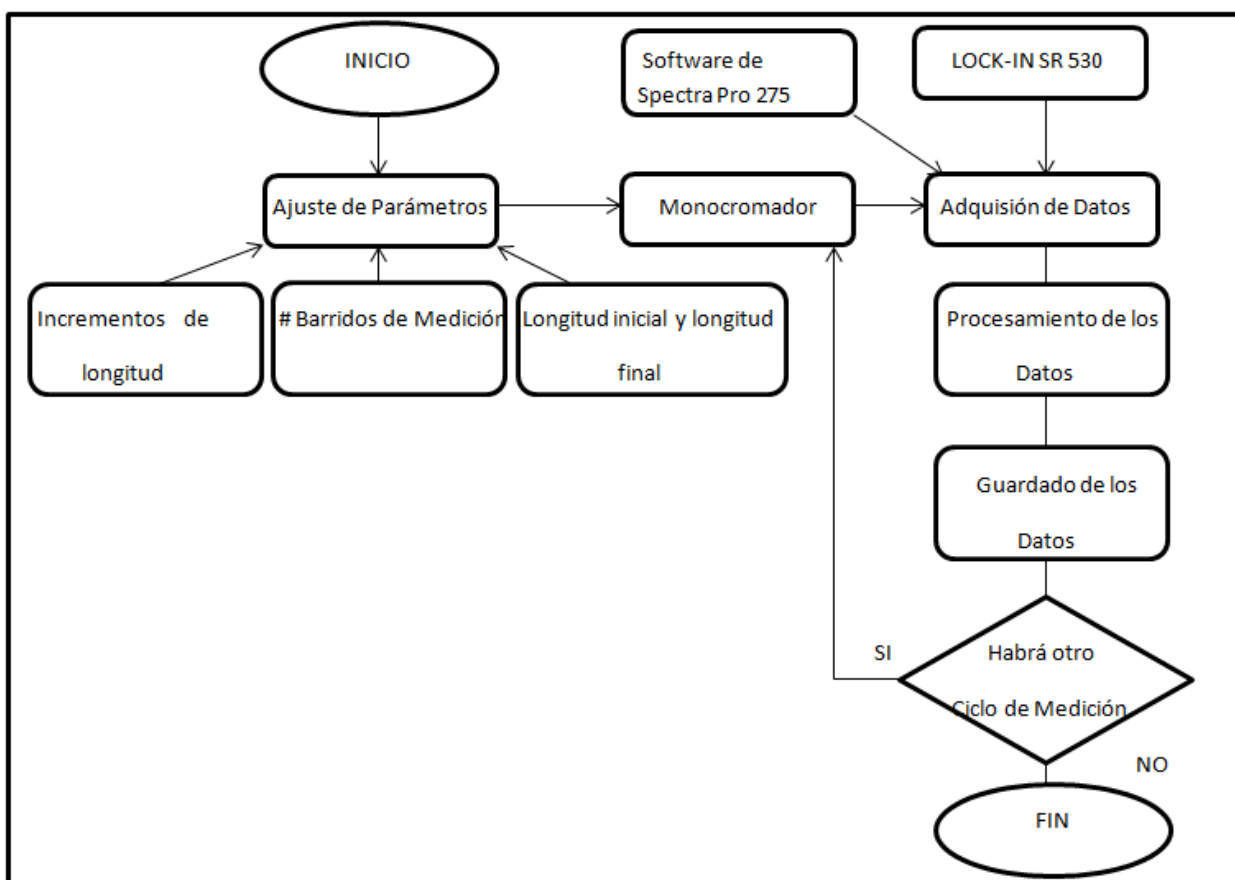 INICIO
Software de
Spectra Pro 275
LOCK-IN SR 530
Ajuste de Parámetros
Monocromador
Adquisión de Datos
Incrementos de
longitud
# Barridos de Medición
Longitud inicial y longitud
final
Procesamiento de los
Datos
Guardado de los
Datos
SI
Habrá otro
Ciclo de Medición
NO
FIN